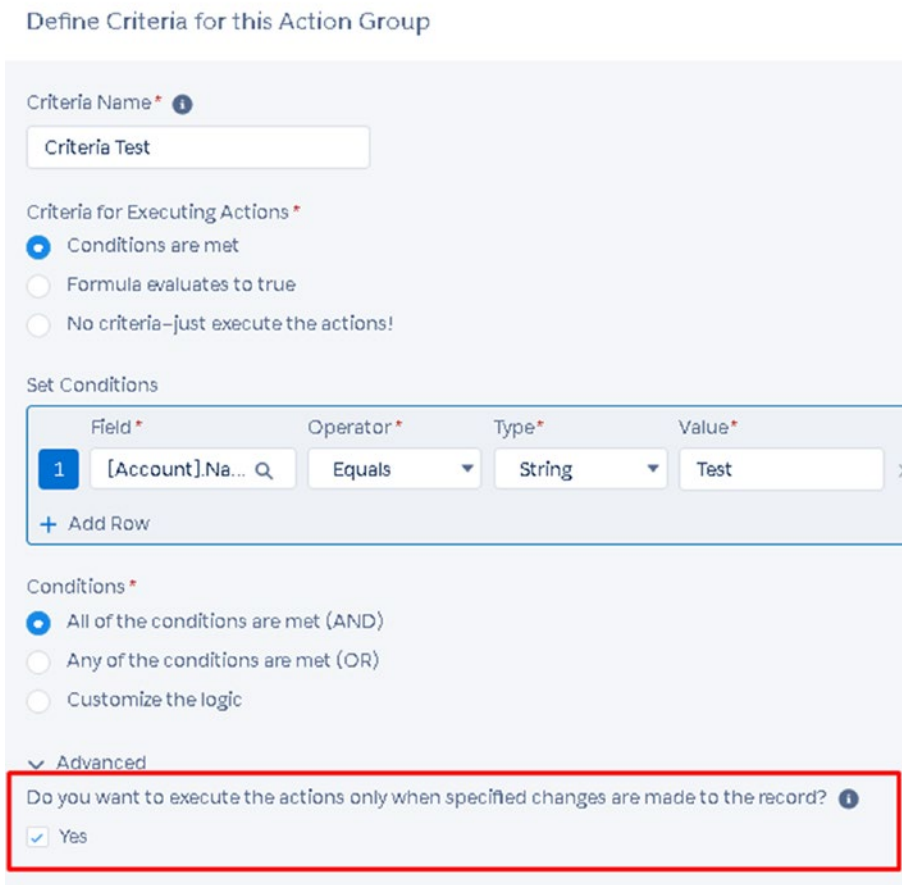 Define Criteria for this Action Group
Criteria Name*
Criteria Test
Criteria for Executing Actions*
Conditions are met
Formula evaluates to true
No criteria–just execute the actions!
Set Conditions
Field* Operator* Type* Value*
1 [Account].Na... Equals String Test
+ Add Row
Conditions*
All of the conditions are met (AND)
Any of the conditions are met (OR)
Customize the logic
Advanced
Do you want to execute the actions only when specified changes are made to the record?
Yes